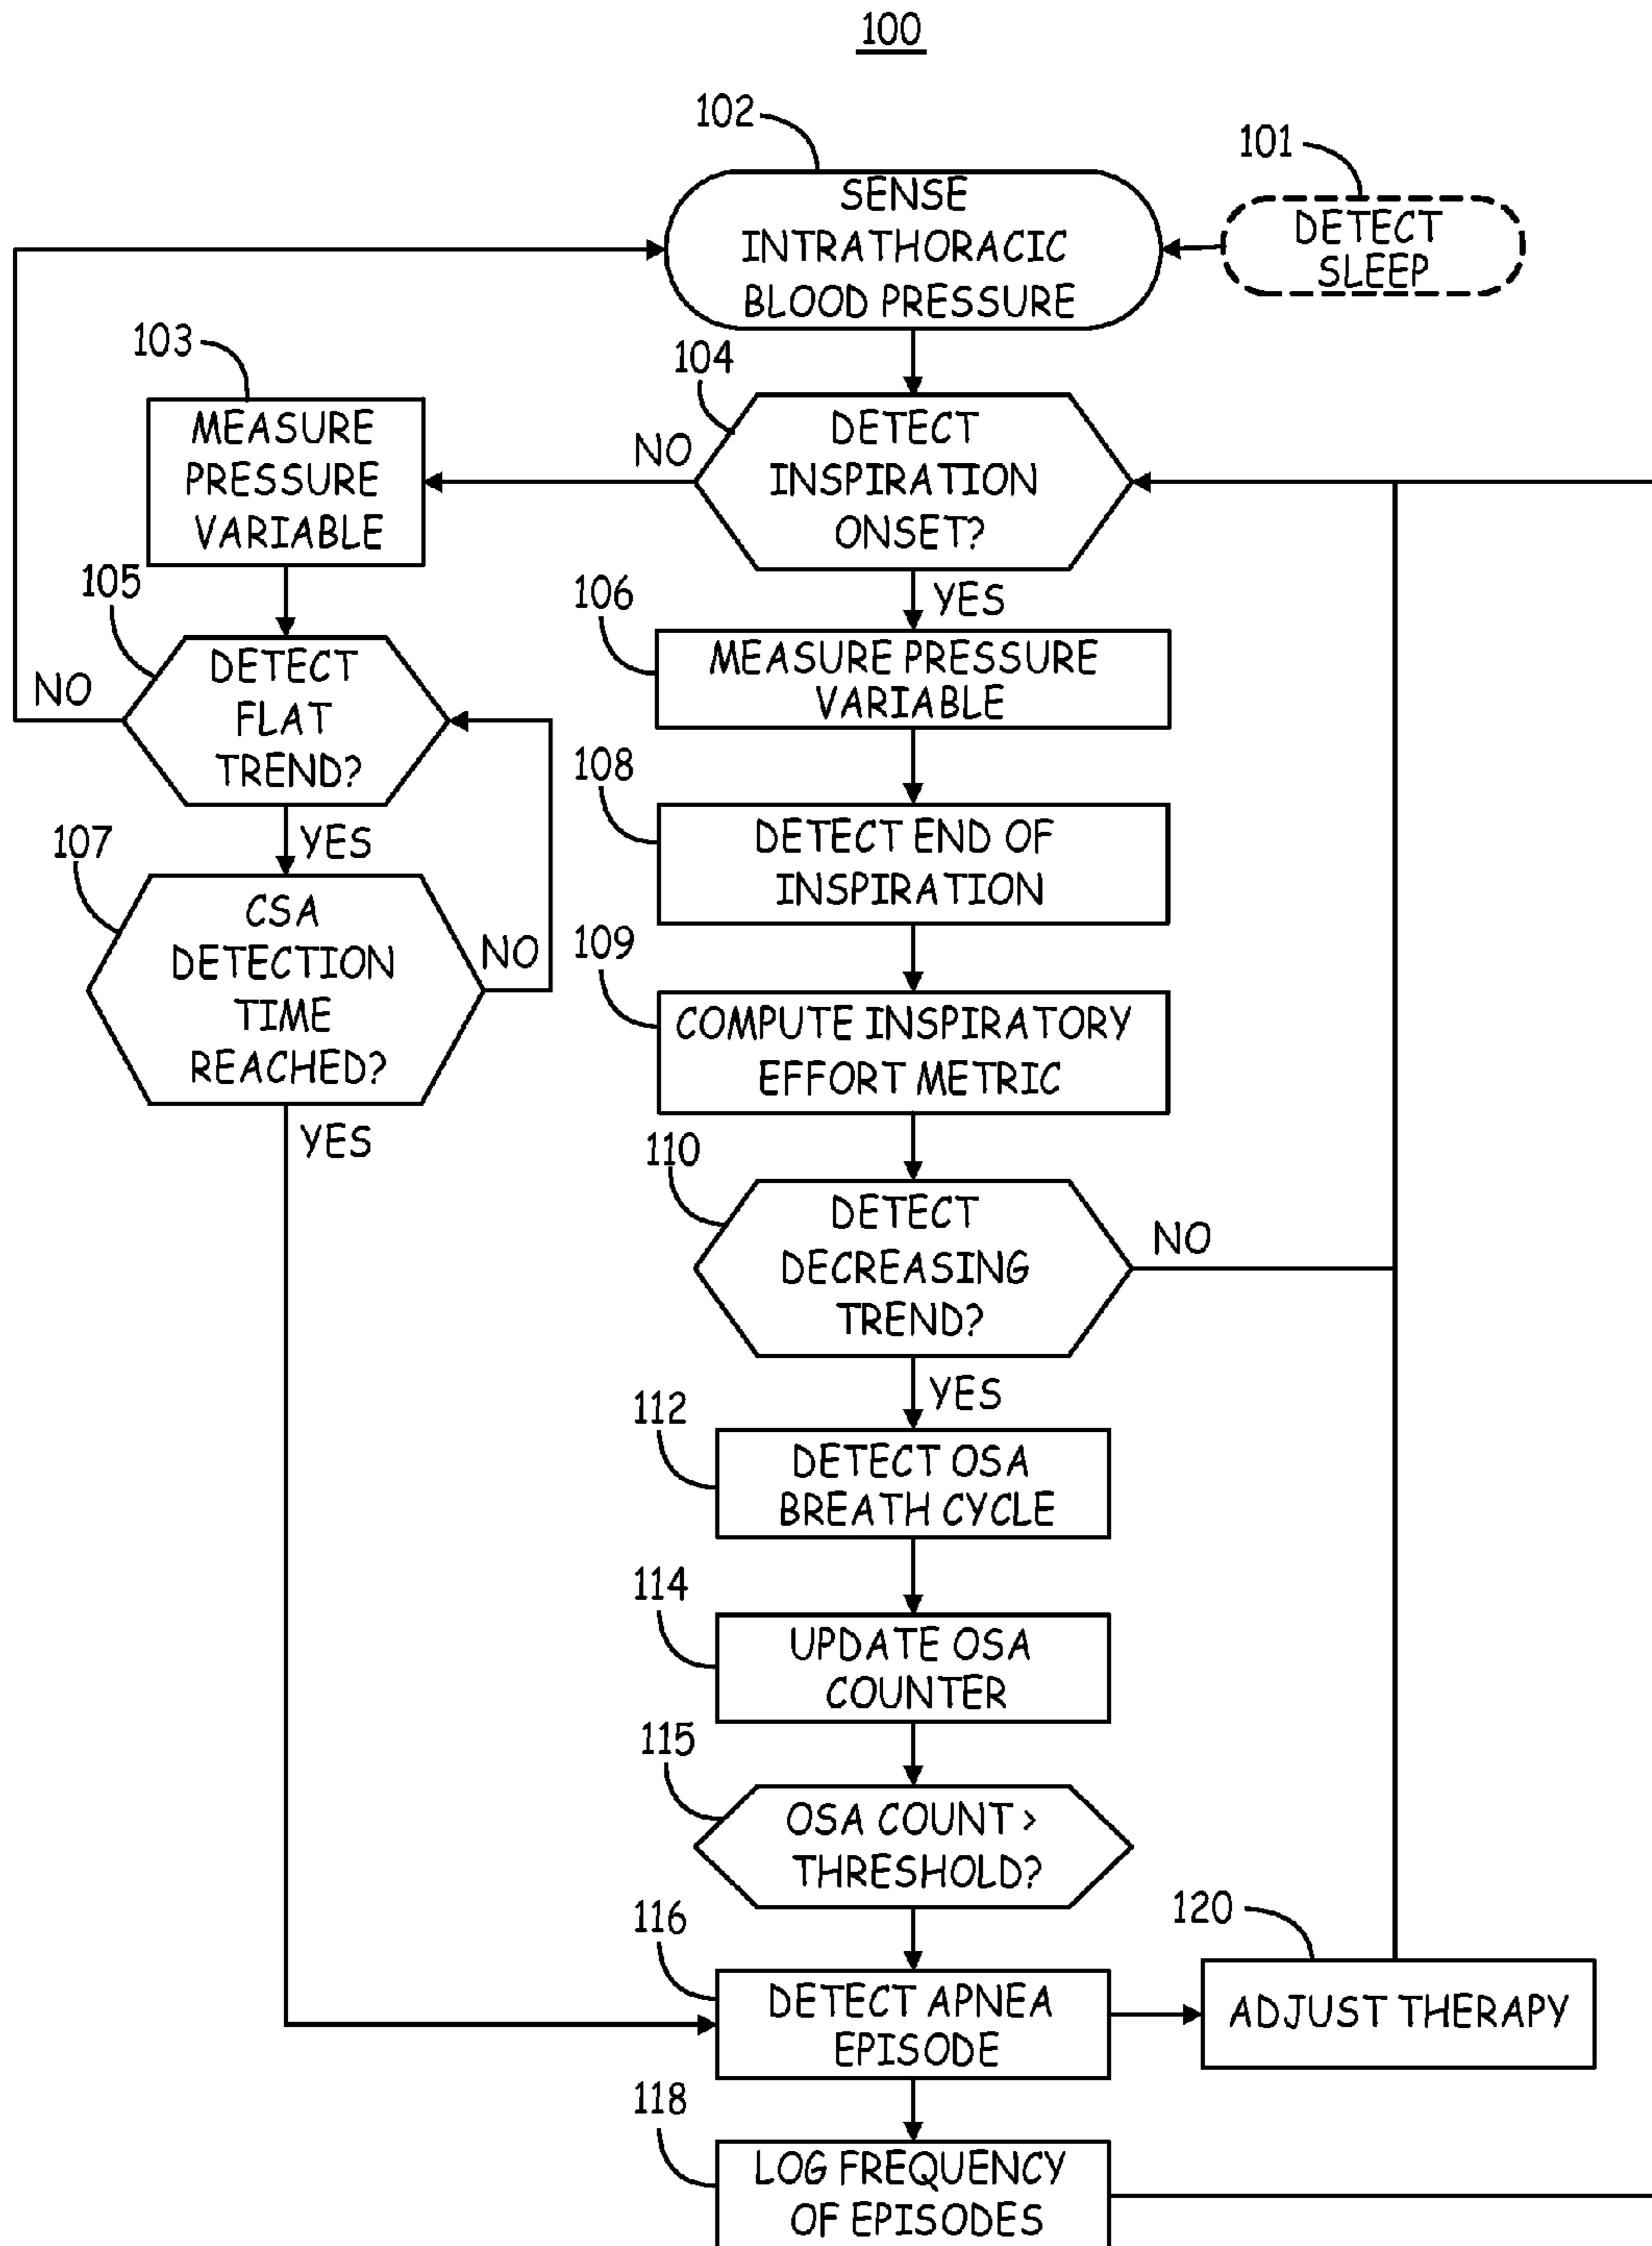 100
102
SENSE
INTRATHORACIC
BLOOD PRESSURE
101
DETECT
SLEEP
103
MEASURE
PRESSURE
VARIABLE
104
DETECT
INSPIRATION
ONSET?
NO
YES
105
DETECT
FLAT
TREND?
NO
YES
106
MEASURE PRESSURE
VARIABLE
107
CSA
DETECTION
TIME
REACHED?
NO
YES
108
DETECT END OF
INSPIRATION
109
COMPUTE INSPIRATORY
EFFORT METRIC
110
DETECT
DECREASING
TREND?
NO
YES
112
DETECT OSA
BREATH CYCLE
114
UPDATE OSA
COUNTER
115
OSA COUNT >
THRESHOLD?
116
DETECT APNEA
EPISODE
120
ADJUST THERAPY
118
LOG FREQUENCY
OF EPISODES